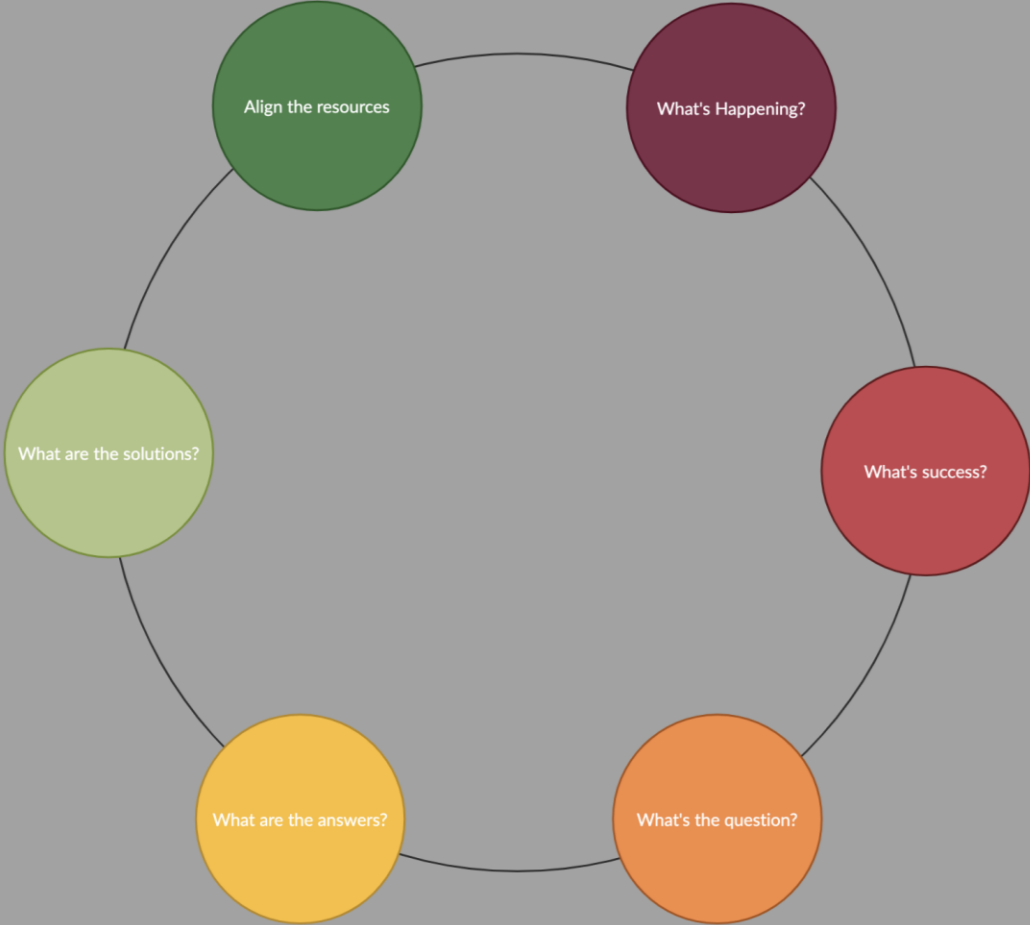 Align the resources
What's Happening?
What are the solutions?
What's success?
What are the answers?
What's the question?